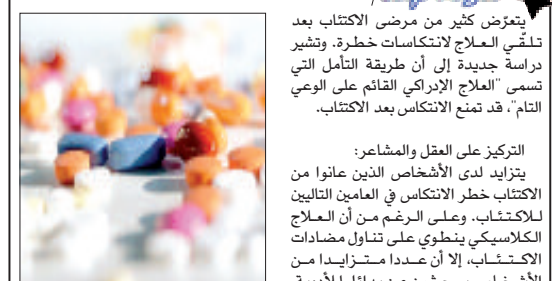 يتعرّض كثير من مرضى الاكتئاب بعد
تلقّي العلاج لانتكاسات خطرة. وتشير
دراسة جديدة إلى أن طريقة التأمل التي
تسمى "العلاج الإدراكي القائم على الوعي
التام"، قد تمنع الانتكاس بعد الاكتئاب.
التركيز على العقل والمشاعر:
يتزايد لدى الأشخاص الذين عانوا من
الاكتئاب خطر الانتكاس في العامين التاليين
للاكتئاب. وعلى الرغم من أن العلاج
الكلاسيكي ينطوي على تناول مضادات
الاكتئاب، إلا أن عددا متزايدا من